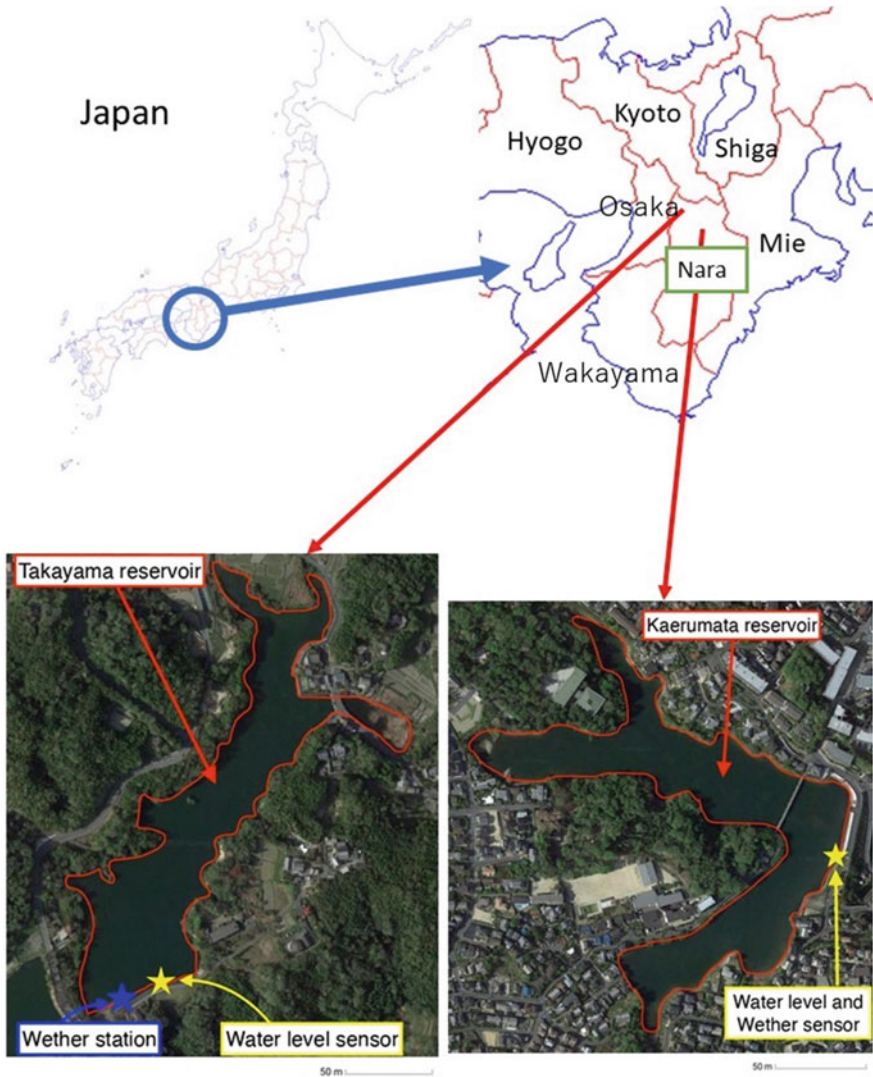 Japan
Kyoto
Hyogo
Shiga
Osaka
Mie
Nara
Wakayama
Takayama reservoir
Kaerumata reservoir
Wether station
Water level sensor
Water level and
Wether sensor
50 m
50 m